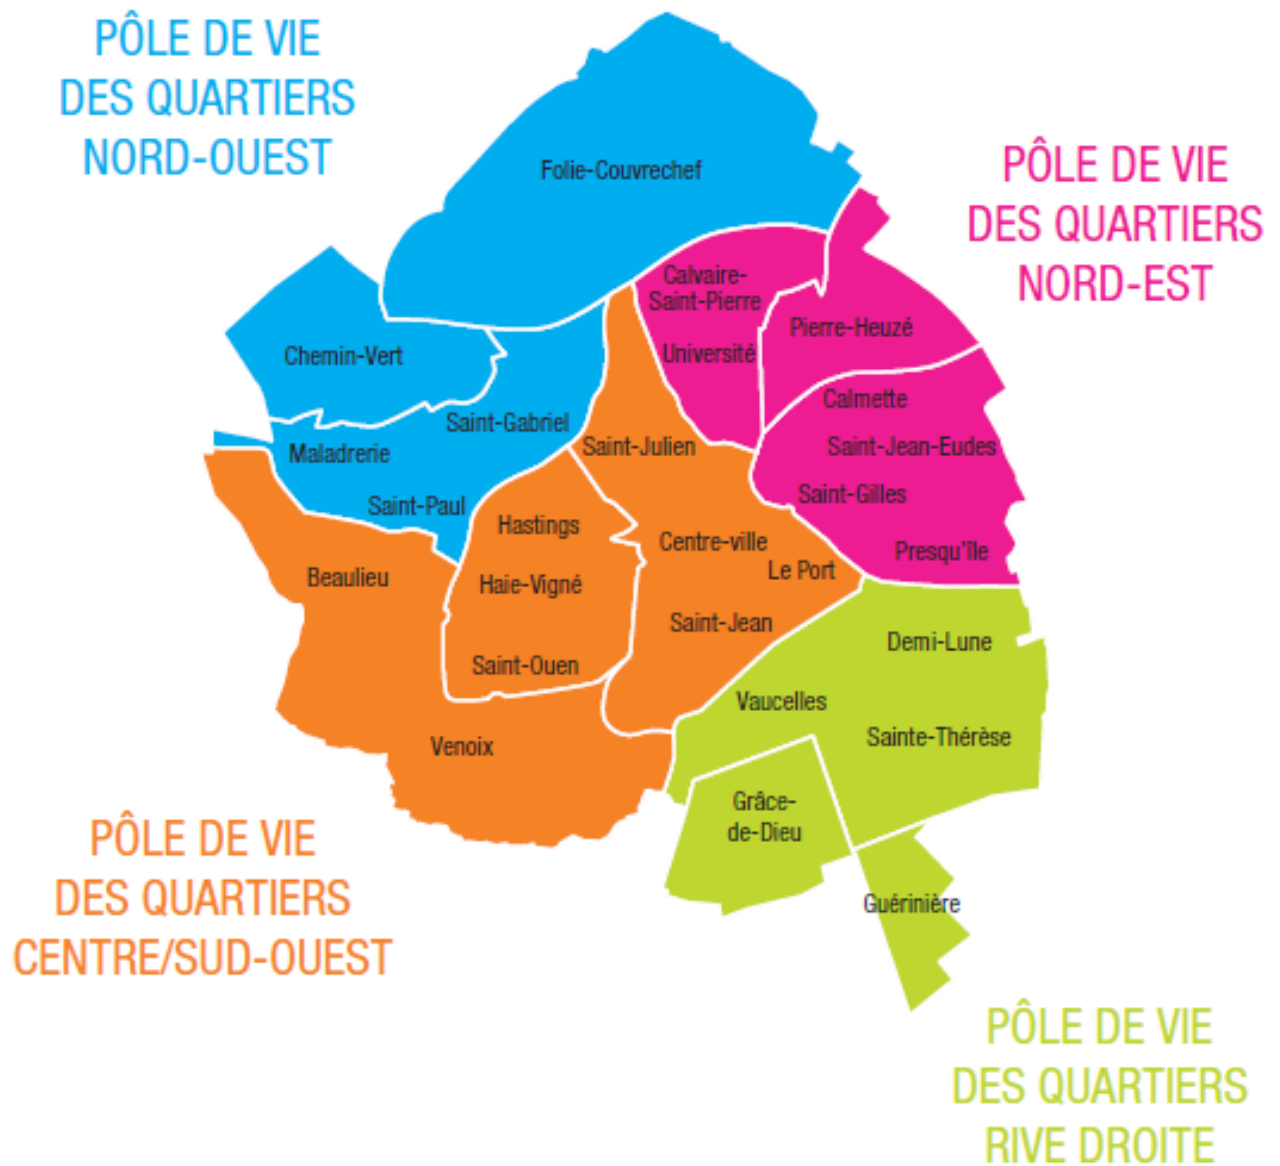 PÔLE DE VIE
DES QUARTIERS
NORD-OUEST
PÔLE DE VIE
DES QUARTIERS
NORD-EST
Folie-Couvrechef
Calvaire-
Saint-Pierre
Université
Pierre-Heuzé
Chemin-Vert
Calmette
Saint-Gabriel
Saint-Julien
Saint-Jean-Eudes
Maladrerie
Saint-Gilles
Saint-Paul
Hastings
Centre-ville
Presqu'île
Le Port
Beaulieu
Haie-Vigné
Saint-Jean
Demi-Lune
Saint-Ouen
Vaucelles
Sainte-Thérèse
Venoix
Grâce-
de-Dieu
Guérinière
PÔLE DE VIE
DES QUARTIERS
CENTRE/SUD-OUEST
PÔLE DE VIE
DES QUARTIERS
RIVE DROITE